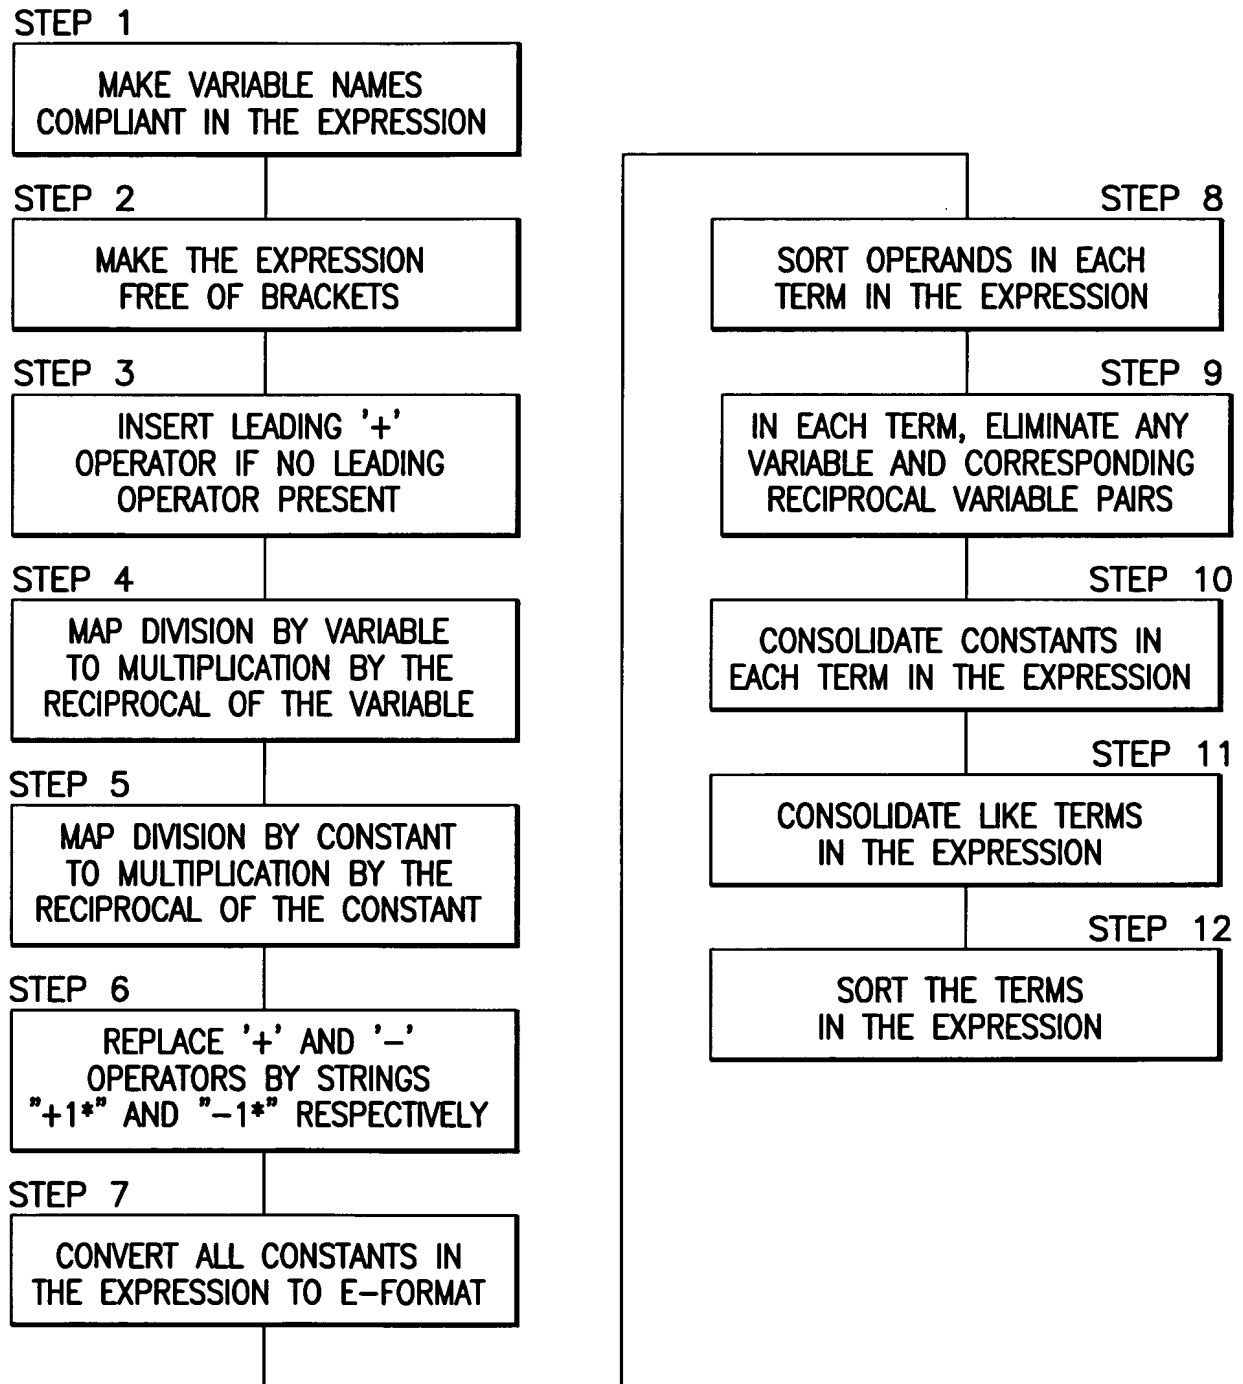 STEP 1
MAKE VARIABLE NAMES
COMPLIANT IN THE EXPRESSION
STEP 2
MAKE THE EXPRESSION
FREE OF BRACKETS
STEP 3
INSERT LEADING '+'
OPERATOR IF NO LEADING
OPERATOR PRESENT
STEP 4
MAP DIVISION BY VARIABLE
TO MULTIPLICATION BY THE
RECIPROCAL OF THE VARIABLE
STEP 5
MAP DIVISION BY CONSTANT
TO MULTIPLICATION BY THE
RECIPROCAL OF THE CONSTANT
STEP 6
REPLACE '+' AND '-'
OPERATORS BY STRINGS
"+1*" AND "-1*" RESPECTIVELY
STEP 7
CONVERT ALL CONSTANTS IN
THE EXPRESSION TO E-FORMAT
STEP 8
SORT OPERANDS IN EACH
TERM IN THE EXPRESSION
STEP 9
IN EACH TERM, ELIMINATE ANY
VARIABLE AND CORRESPONDING
RECIPROCAL VARIABLE PAIRS
STEP 10
CONSOLIDATE CONSTANTS IN
EACH TERM IN THE EXPRESSION
STEP 11
CONSOLIDATE LIKE TERMS
IN THE EXPRESSION
STEP 12
SORT THE TERMS
IN THE EXPRESSION